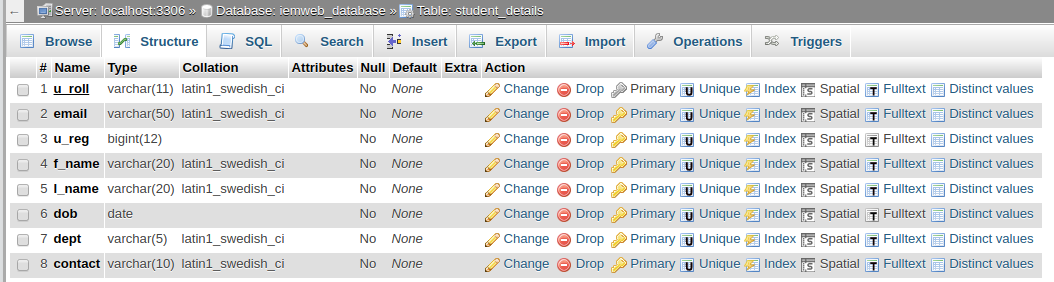 ← Server: localhost:3306 » Database: iemweb_database » Table: student_details
Browse Structure SQL Search Insert Export Import Operations Triggers
# Name Type Collation Attributes Null Default Extra Action
1 u_roll varchar(11) latin1_swedish_ci No None Change Drop Primary U Unique Index S Spatial T Fulltext Distinct values
2 email varchar(50) latin1_swedish_ci No None Change Drop Primary U Unique Index S Spatial T Fulltext Distinct values
3 u_reg bigint(12) No None Change Drop Primary U Unique Index S Spatial T Fulltext Distinct values
4 f_name varchar(20) latin1_swedish_ci No None Change Drop Primary U Unique Index S Spatial T Fulltext Distinct values
5 l_name varchar(20) latin1_swedish_ci No None Change Drop Primary U Unique Index S Spatial T Fulltext Distinct values
6 dob date No None Change Drop Primary U Unique Index S Spatial T Fulltext Distinct values
7 dept varchar(5) latin1_swedish_ci No None Change Drop Primary U Unique Index S Spatial T Fulltext Distinct values
8 contact varchar(10) latin1_swedish_ci No None Change Drop Primary U Unique Index S Spatial T Fulltext Distinct values